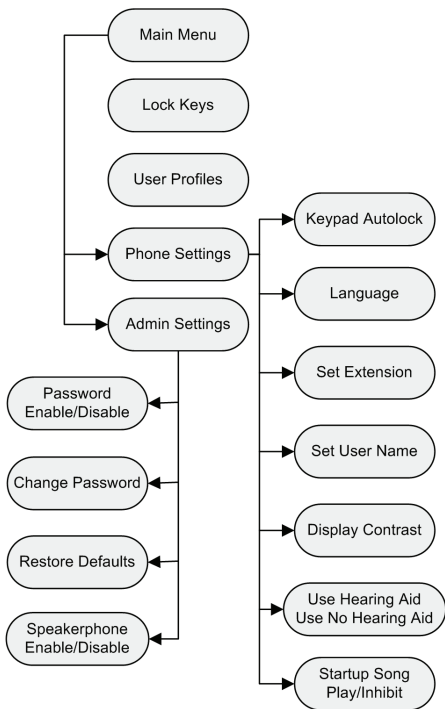 Main Menu
Lock Keys
User Profiles
Phone Settings
Admin Settings
Password
Enable/Disable
Change Password
Restore Defaults
Speakerphone
Enable/Disable
Keypad Autolock
Language
Set Extension
Set User Name
Display Contrast
Use Hearing Aid
Use No Hearing Aid
Startup Song
Play/Inhibit